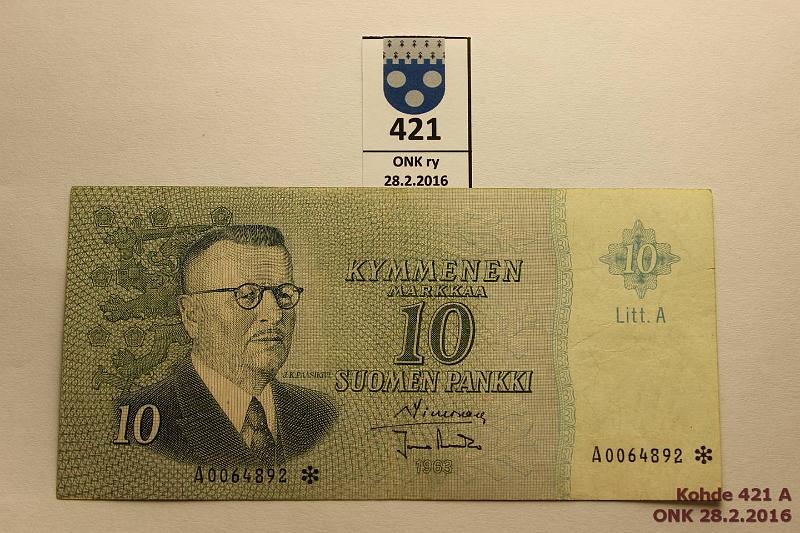 421
ONK ry
28.2.2016
KYMMENEN
MARKKAA
10
SUOMEN PANKKI
J.K.PAASIKIVI
10
1963
A0064892 *
10
Litt. A
A0064892 *
Kohde 421 A
ONK 28.2.2016